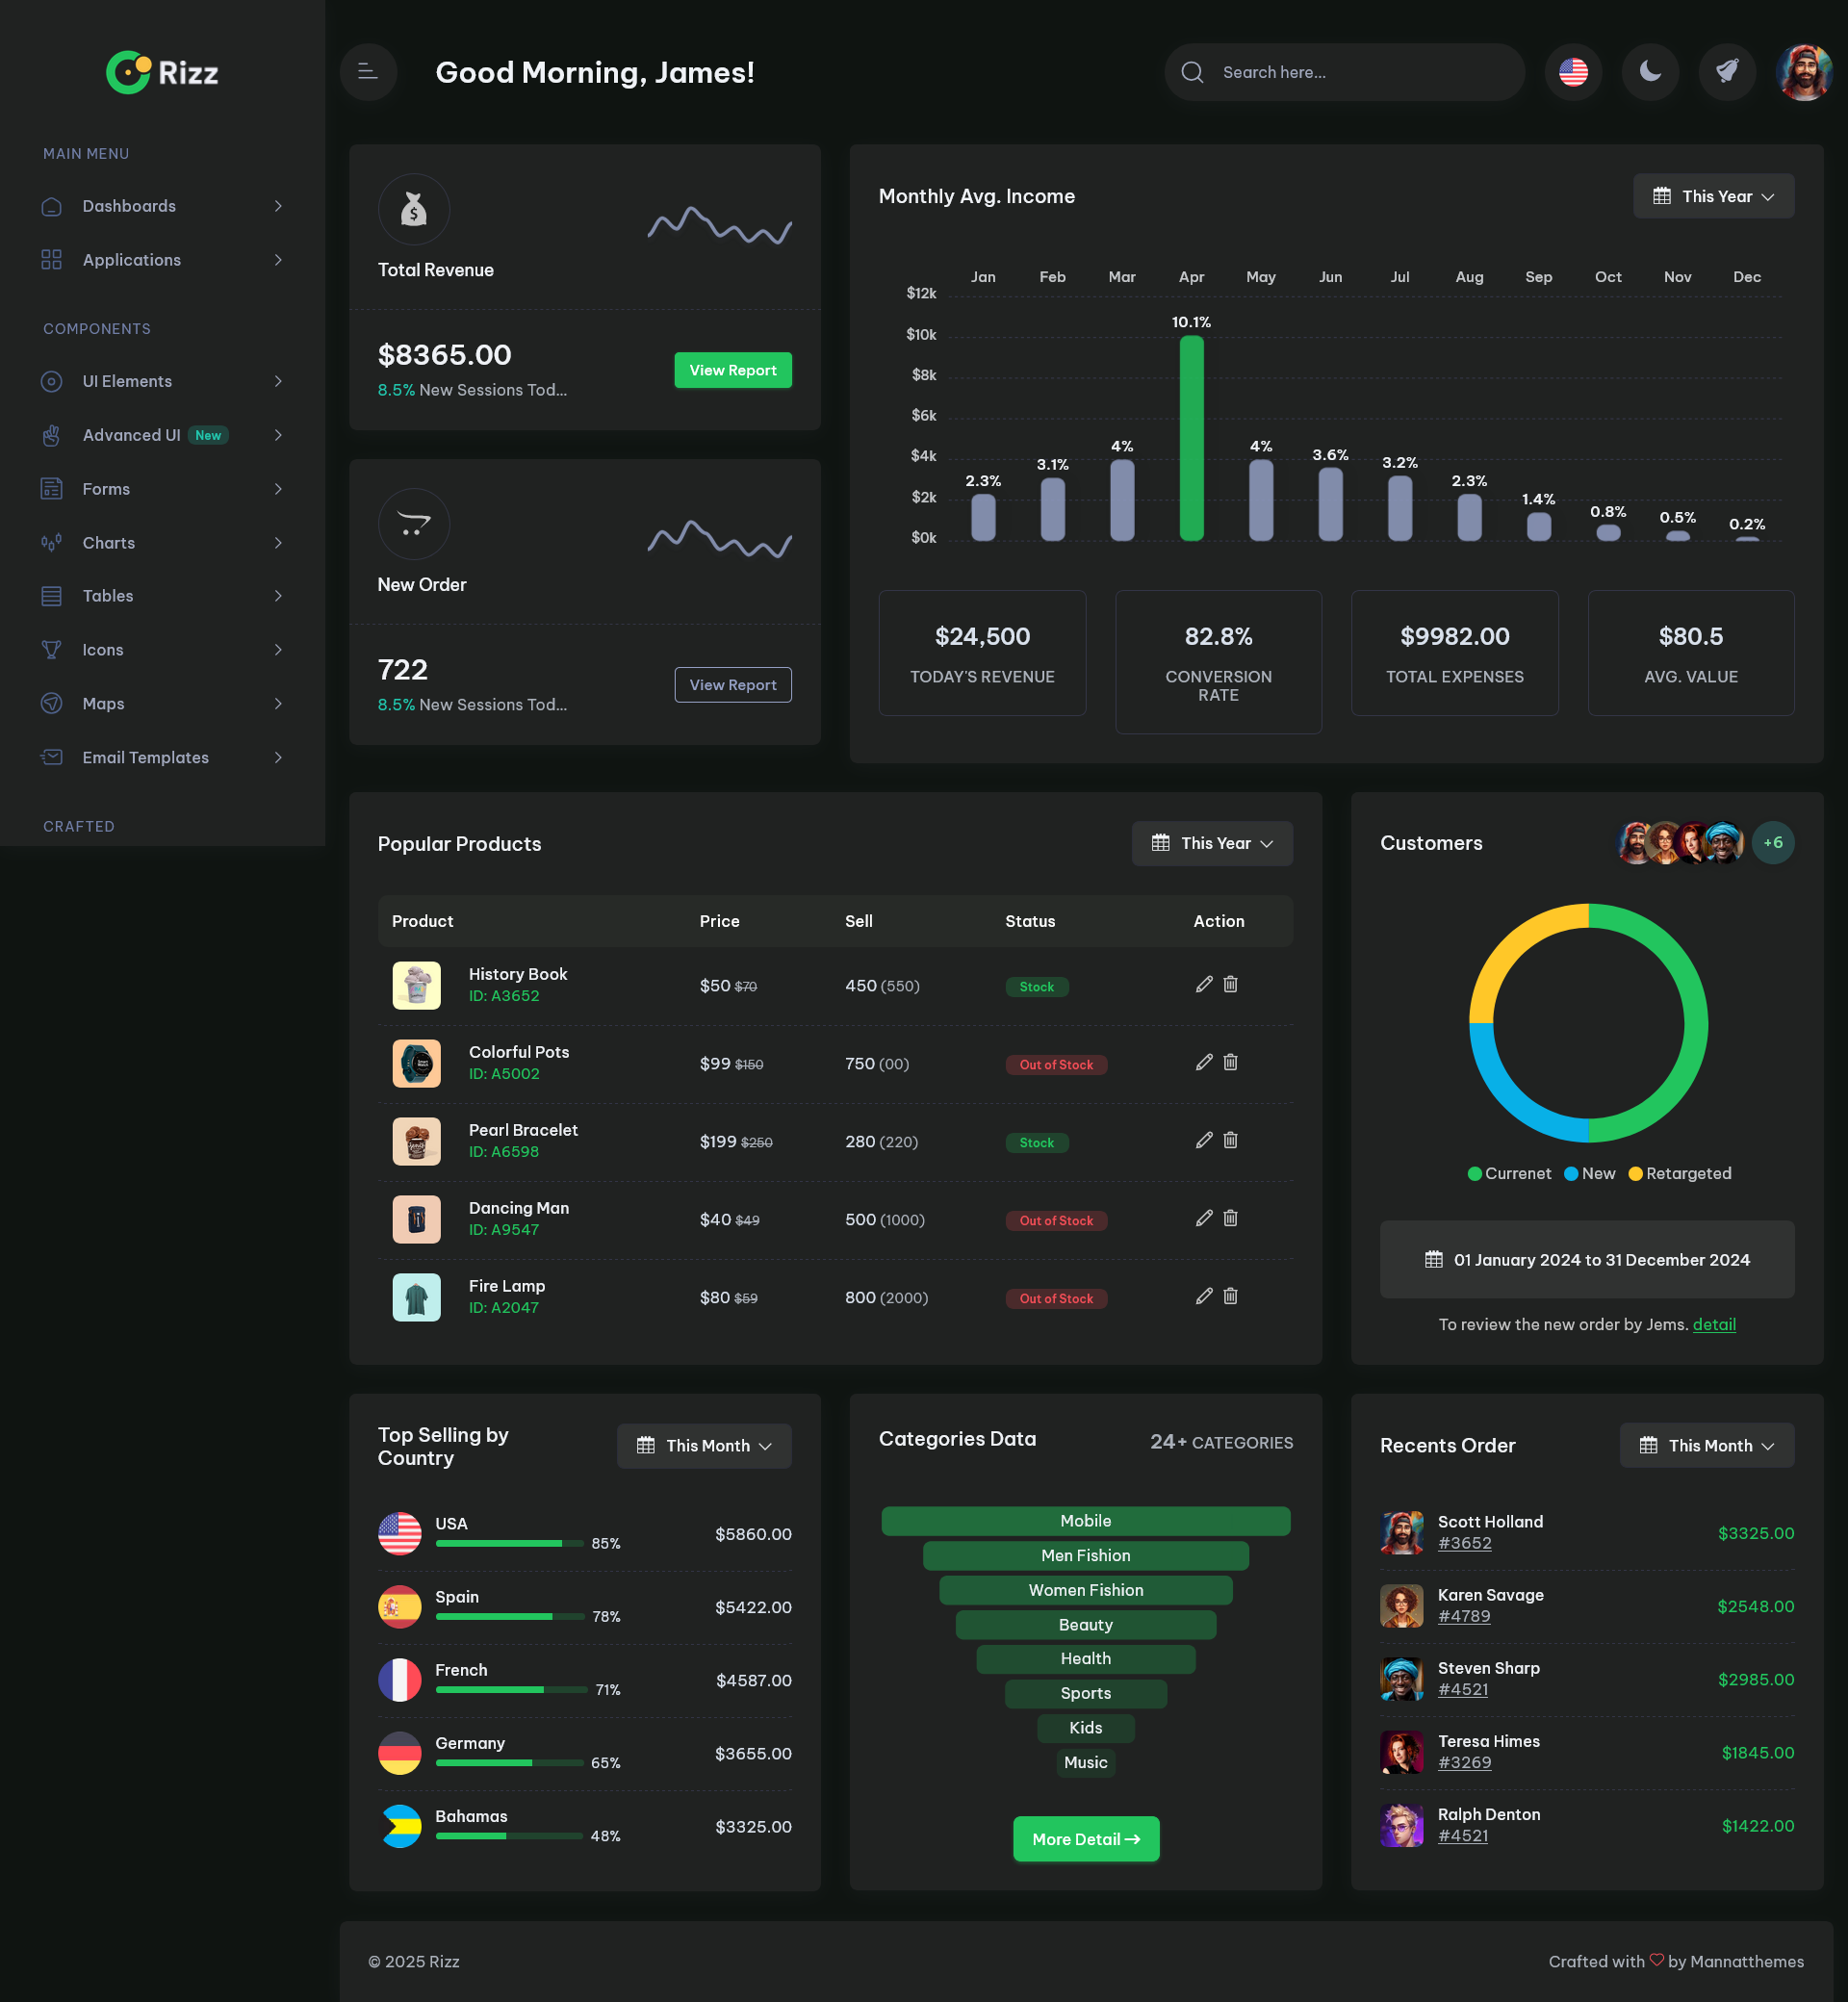 Rizz
Good Morning, James!
Search here...
MAIN MENU
Dashboards
Applications
COMPONENTS
UI Elements
Advanced UI New
Forms
Charts
Tables
Icons
Maps
Email Templates
CRAFTED
$
Total Revenue
$8365.00
8.5% New Sessions Tod...
View Report
New Order
722
8.5% New Sessions Tod...
View Report
Monthly Avg. Income
This Year
Jan Feb Mar Apr May Jun Jul Aug Sep Oct Nov Dec
$12k
$10k
$8k
$6k
$4k
$2k
$0k
2.3% 3.1% 4% 10.1% 4% 3.6% 3.2% 2.3% 1.4% 0.8% 0.5% 0.2%
$24,500
TODAY'S REVENUE
82.8%
CONVERSION
RATE
$9982.00
TOTAL EXPENSES
$80.5
AVG. VALUE
Popular Products
This Year
Product Price Sell Status Action
History Book
ID: A3652
$50 $70 450 (550) Stock
Colorful Pots
ID: A5002
$99 $150 750 (00) Out of Stock
Pearl Bracelet
ID: A6598
$199 $250 280 (220) Stock
Dancing Man
ID: A9547
$40 $49 500 (1000) Out of Stock
Fire Lamp
ID: A2047
$80 $59 800 (2000) Out of Stock
Customers
+6
Currenet New Retargeted
01 January 2024 to 31 December 2024
To review the new order by Jems. detail
Top Selling by
Country
This Month
USA
85%
$5860.00
Spain
78%
$5422.00
French
71%
$4587.00
Germany
65%
$3655.00
Bahamas
48%
$3325.00
Categories Data
24+ CATEGORIES
Mobile
Men Fishion
Women Fishion
Beauty
Health
Sports
Kids
Music
More Detail
Recents Order
This Month
Scott Holland
#3652
$3325.00
Karen Savage
#4789
$2548.00
Steven Sharp
#4521
$2985.00
Teresa Himes
#3269
$1845.00
Ralph Denton
#4521
$1422.00
© 2025 Rizz
Crafted with by Mannatthemes